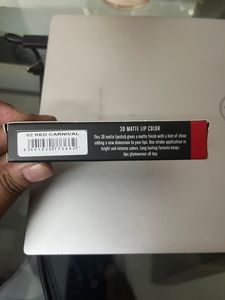 02 RED CARNIVAL
3D MATTE LIP COLOR
This 3D matte lipstick gives a matte finish with a hint of shine
adding a new dimension to your lips. One stroke application in
bright and intense colors. Long lasting formula keeps
lips glamourous all day